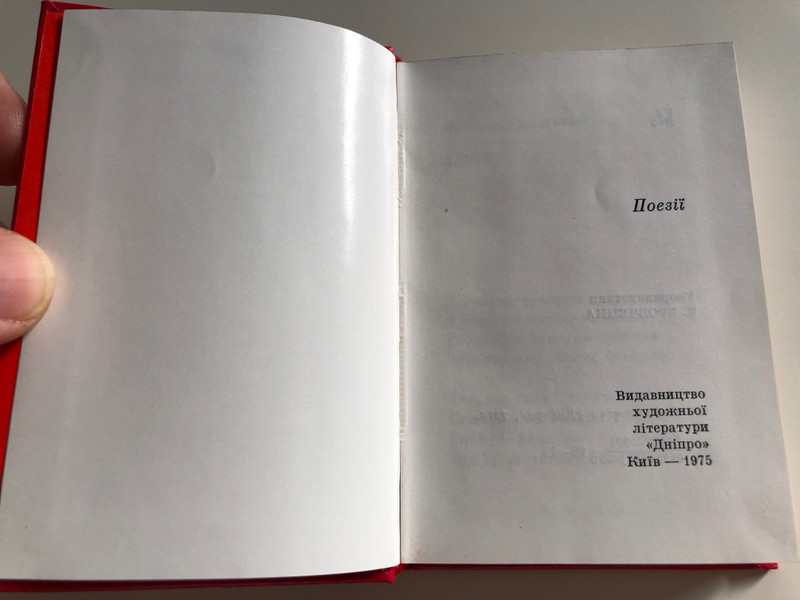 Поезії
Видавництво
художньої
літератури
«Дніпро»
Київ — 1975